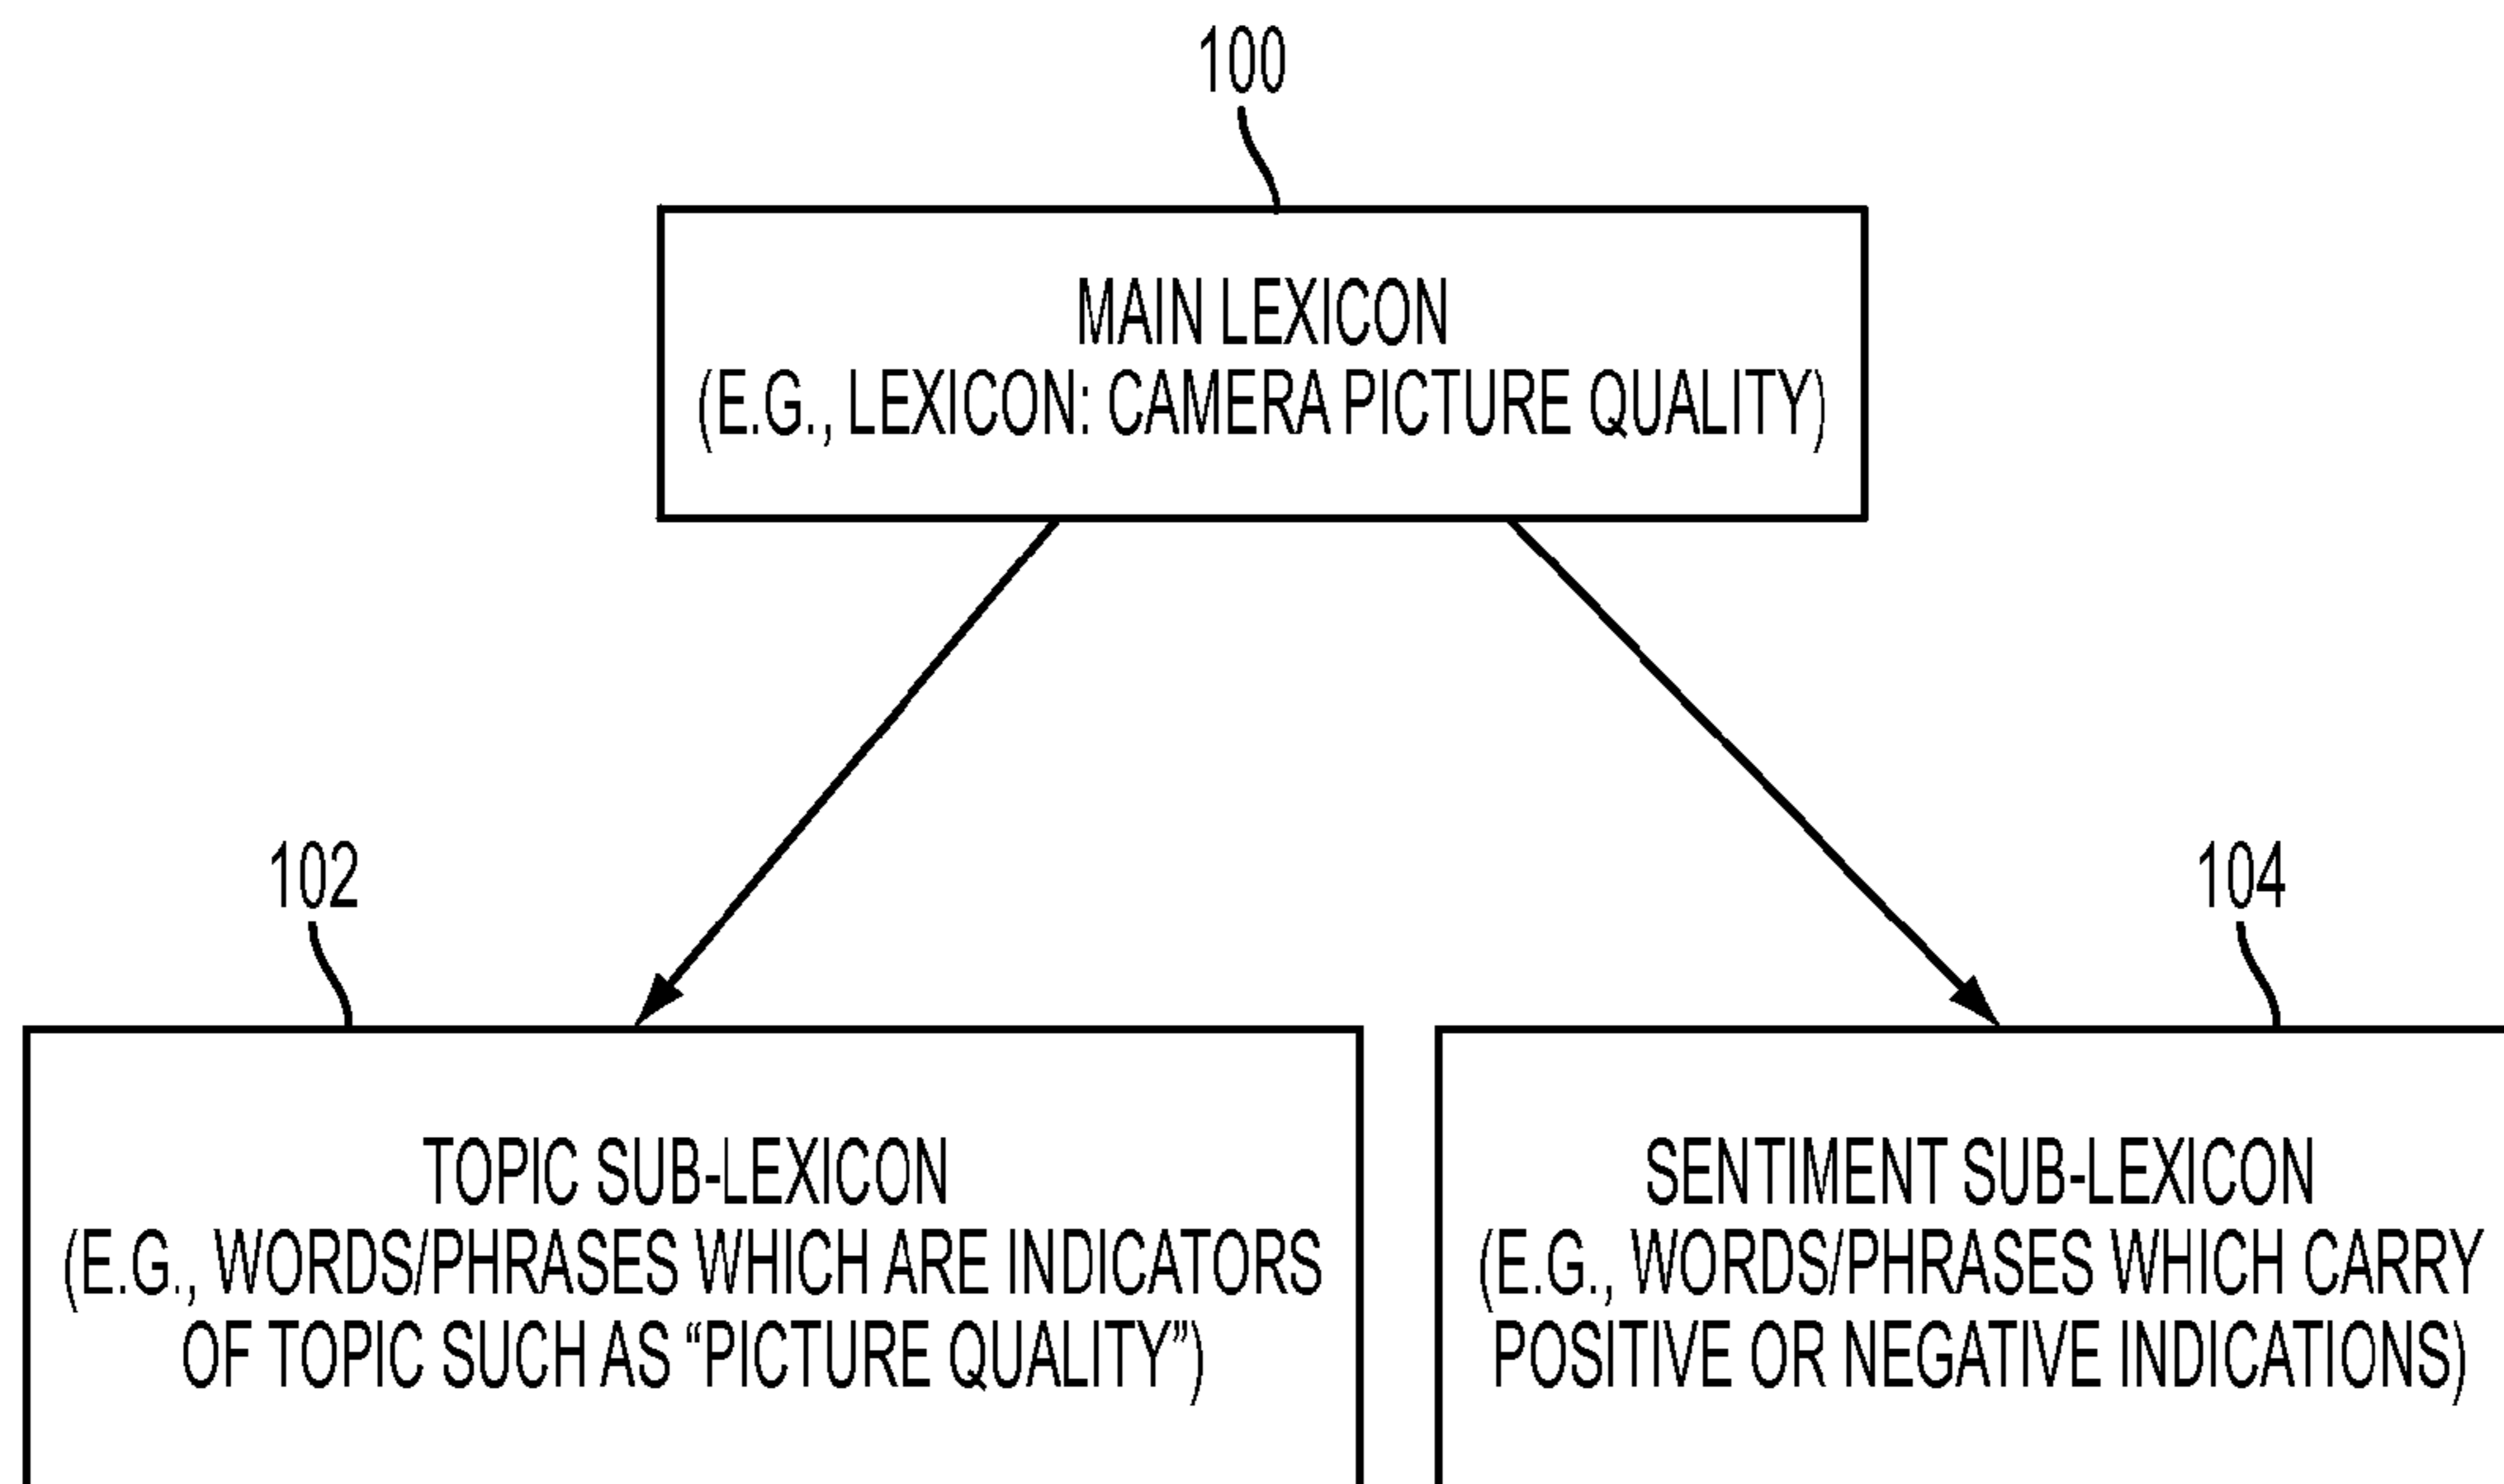 100
MAIN LEXICON
(E.G., LEXICON: CAMERA PICTURE QUALITY)
102
104
TOPIC SUB-LEXICON
(E.G., WORDS/PHRASES WHICH ARE INDICATORS
OF TOPIC SUCH AS “PICTURE QUALITY”)
SENTIMENT SUB-LEXICON
(E.G., WORDS/PHRASES WHICH CARRY
POSITIVE OR NEGATIVE INDICATIONS)